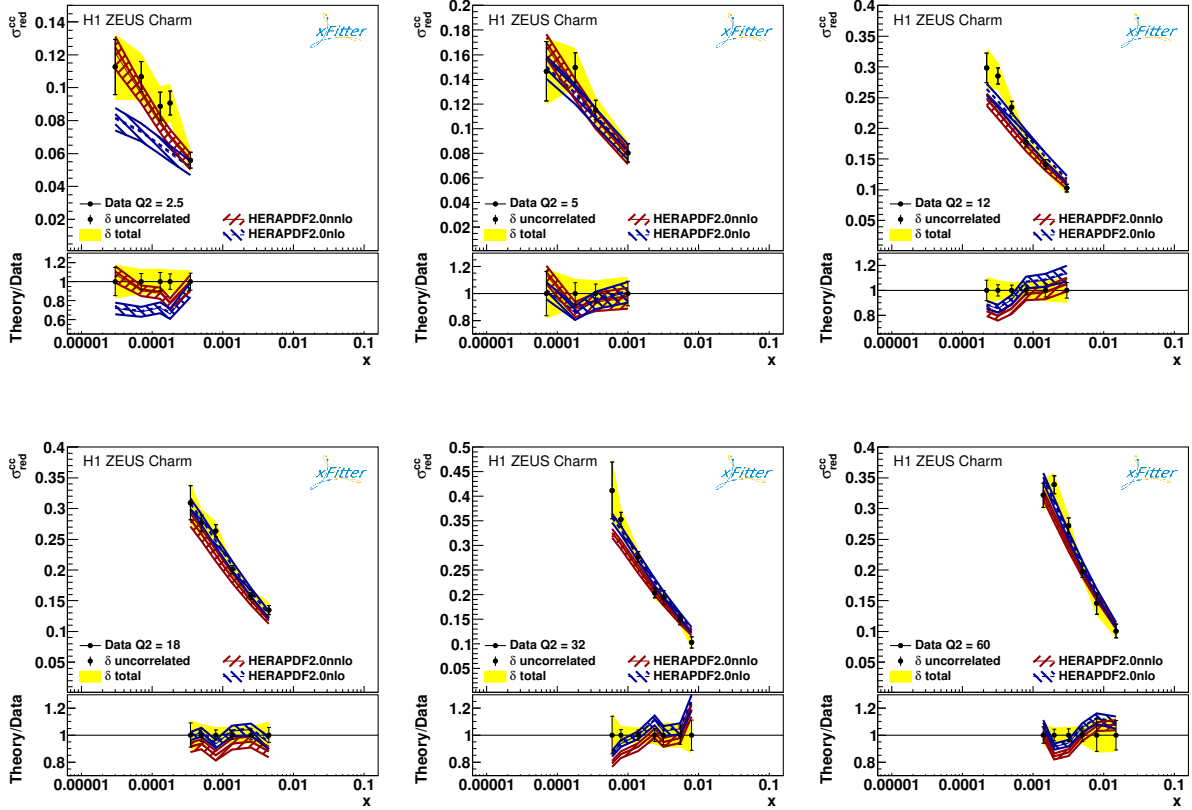 σ_red^cc
H1 ZEUS Charm
xFitter
0.14
0.12
0.1
0.08
0.06
0.04
0.02
Data Q2 = 2.5
δ uncorrelated
δ total
HERAPDF2.0nnlo
HERAPDF2.0nlo
Theory/Data
1.2
1
0.8
0.6
0.00001 0.0001 0.001 0.01 0.1
x
σ_red^cc
H1 ZEUS Charm
xFitter
0.2
0.18
0.16
0.14
0.12
0.1
0.08
0.06
0.04
0.02
0
Data Q2 = 5
δ uncorrelated
δ total
HERAPDF2.0nnlo
HERAPDF2.0nlo
Theory/Data
1.2
1
0.8
0.00001 0.0001 0.001 0.01 0.1
x
σ_red^cc
H1 ZEUS Charm
xFitter
0.4
0.35
0.3
0.25
0.2
0.15
0.1
0.05
Data Q2 = 12
δ uncorrelated
δ total
HERAPDF2.0nnlo
HERAPDF2.0nlo
Theory/Data
1.2
1
0.8
0.00001 0.0001 0.001 0.01 0.1
x
σ_red^cc
H1 ZEUS Charm
xFitter
0.4
0.35
0.3
0.25
0.2
0.15
0.1
0.05
Data Q2 = 18
δ uncorrelated
δ total
HERAPDF2.0nnlo
HERAPDF2.0nlo
Theory/Data
1.2
1
0.8
0.00001 0.0001 0.001 0.01 0.1
x
σ_red^cc
H1 ZEUS Charm
xFitter
0.5
0.45
0.4
0.35
0.3
0.25
0.2
0.15
0.1
0.05
Data Q2 = 32
δ uncorrelated
δ total
HERAPDF2.0nnlo
HERAPDF2.0nlo
Theory/Data
1.2
1
0.8
0.00001 0.0001 0.001 0.01 0.1
x
σ_red^cc
H1 ZEUS Charm
xFitter
0.4
0.35
0.3
0.25
0.2
0.15
0.1
0.05
Data Q2 = 60
δ uncorrelated
δ total
HERAPDF2.0nnlo
HERAPDF2.0nlo
Theory/Data
1.2
1
0.8
0.00001 0.0001 0.001 0.01 0.1
x